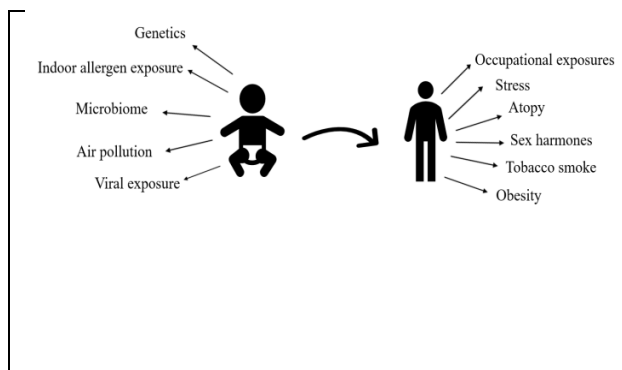 Genetics
Indoor allergen exposure
Microbiome
Air pollution
Viral exposure
Occupational exposures
Stress
Atopy
Sex harmones
Tobacco smoke
Obesity